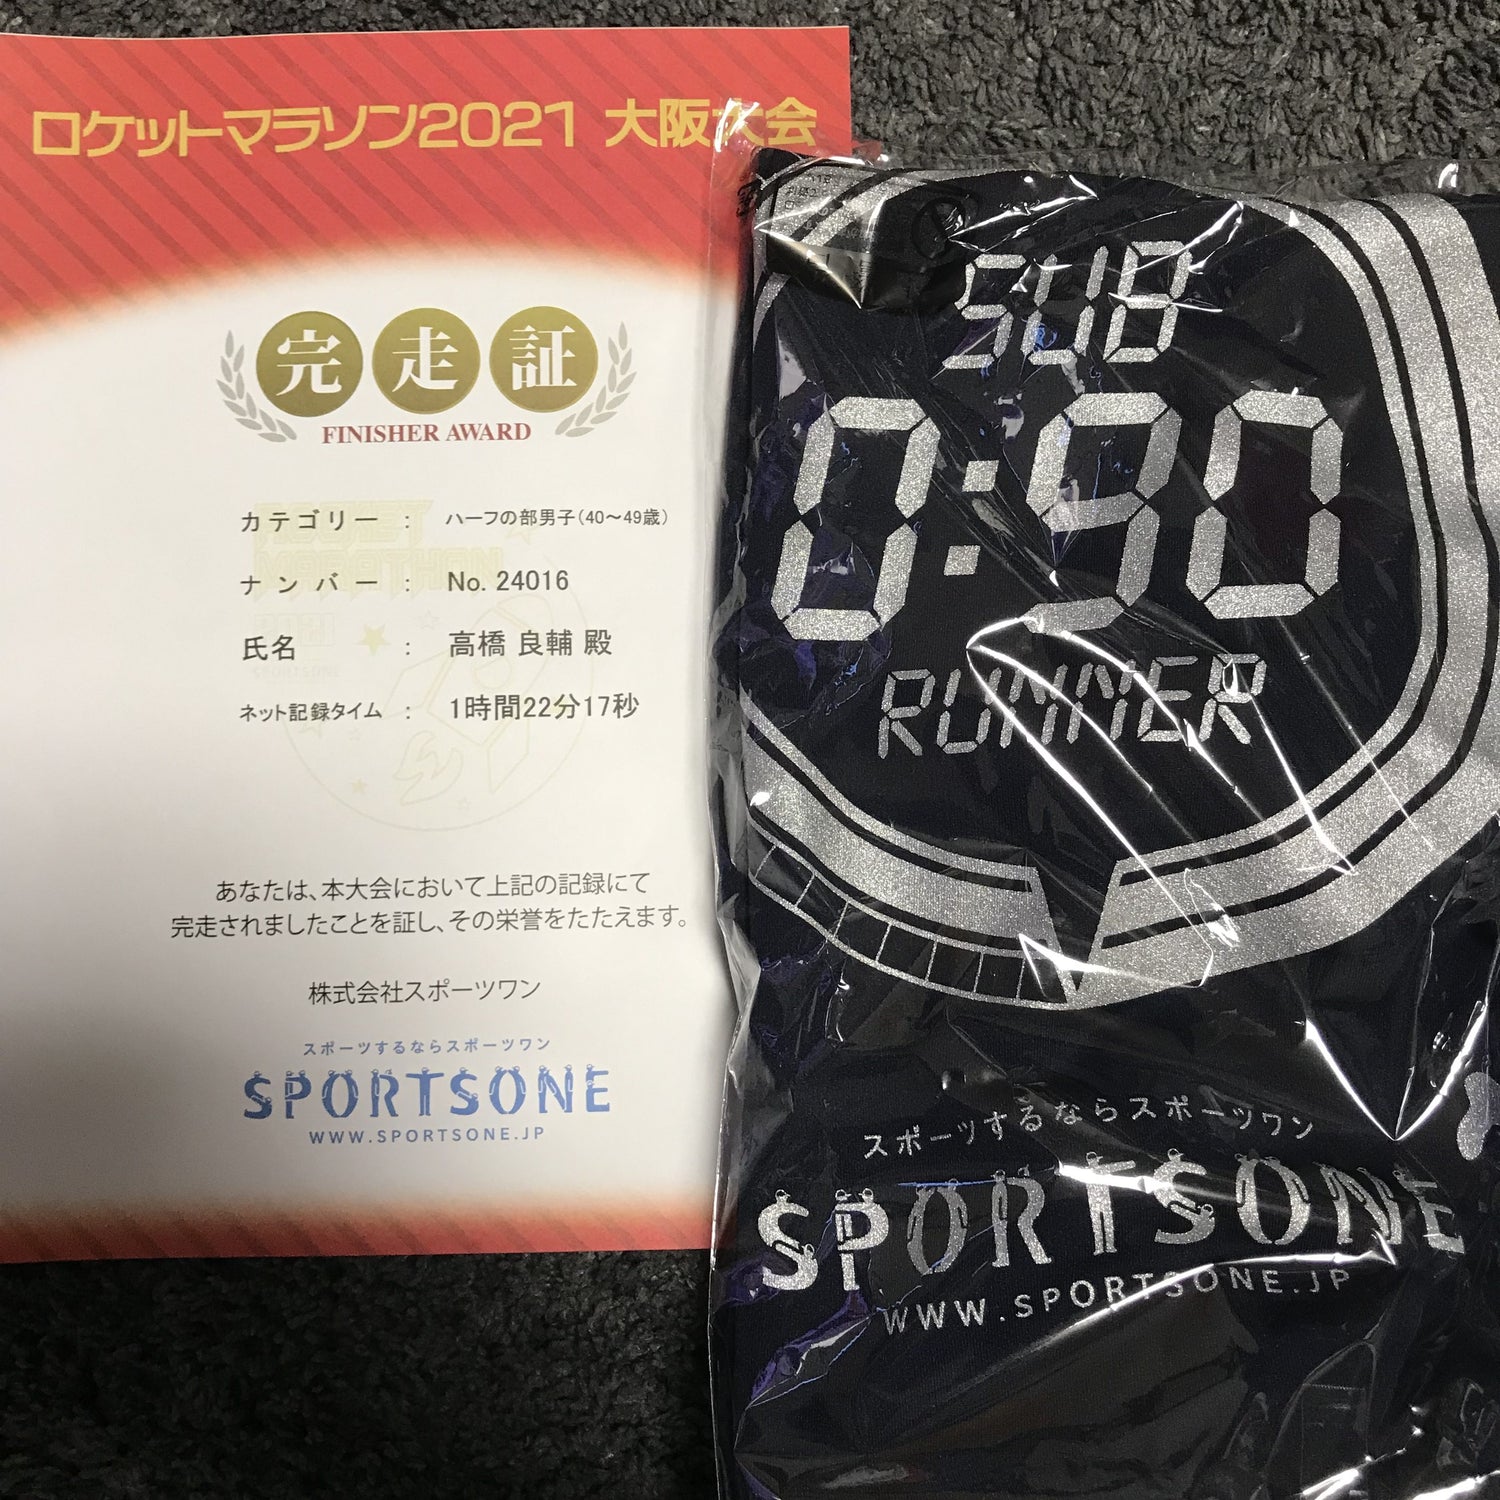 ロケットマラソン2021 大阪大会
完走証
FINISHER AWARD
カテゴリー : ハーフの部男子(40～49歳)
ナンバー : No. 24016
氏名 : 高橋 良輔 殿
ネット記録タイム : 1時間22分17秒
ROCKET
MARATHON
2021
SPORTSONE
あなたは、本大会において上記の記録にて
完走されましたことを証し、その栄誉をたたえます。
株式会社スポーツワン
スポーツするならスポーツワン
SPORTSONE
WWW.SPORTSONE.JP
SUB
0:90
RUNNER
スポーツするならスポーツワン
SPORTSONE
WWW.SPORTSONE.JP